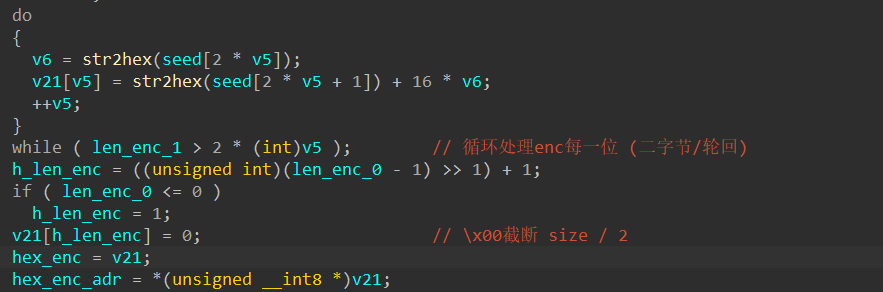 do
{
v6 = str2hex(seed[2 * v5]);
v21[v5] = str2hex(seed[2 * v5 + 1]) + 16 * v6;
++v5;
}
while ( len_enc_1 > 2 * (int)v5 ); // 循环处理enc每一位 (二字节/轮回)
h_len_enc = ((unsigned int)(len_enc_0 - 1) >> 1) + 1;
if ( len_enc_0 <= 0 )
h_len_enc = 1;
v21[h_len_enc] = 0; // \x00截断 size / 2
hex_enc = v21;
hex_enc_adr = *(unsigned __int8 *)v21;